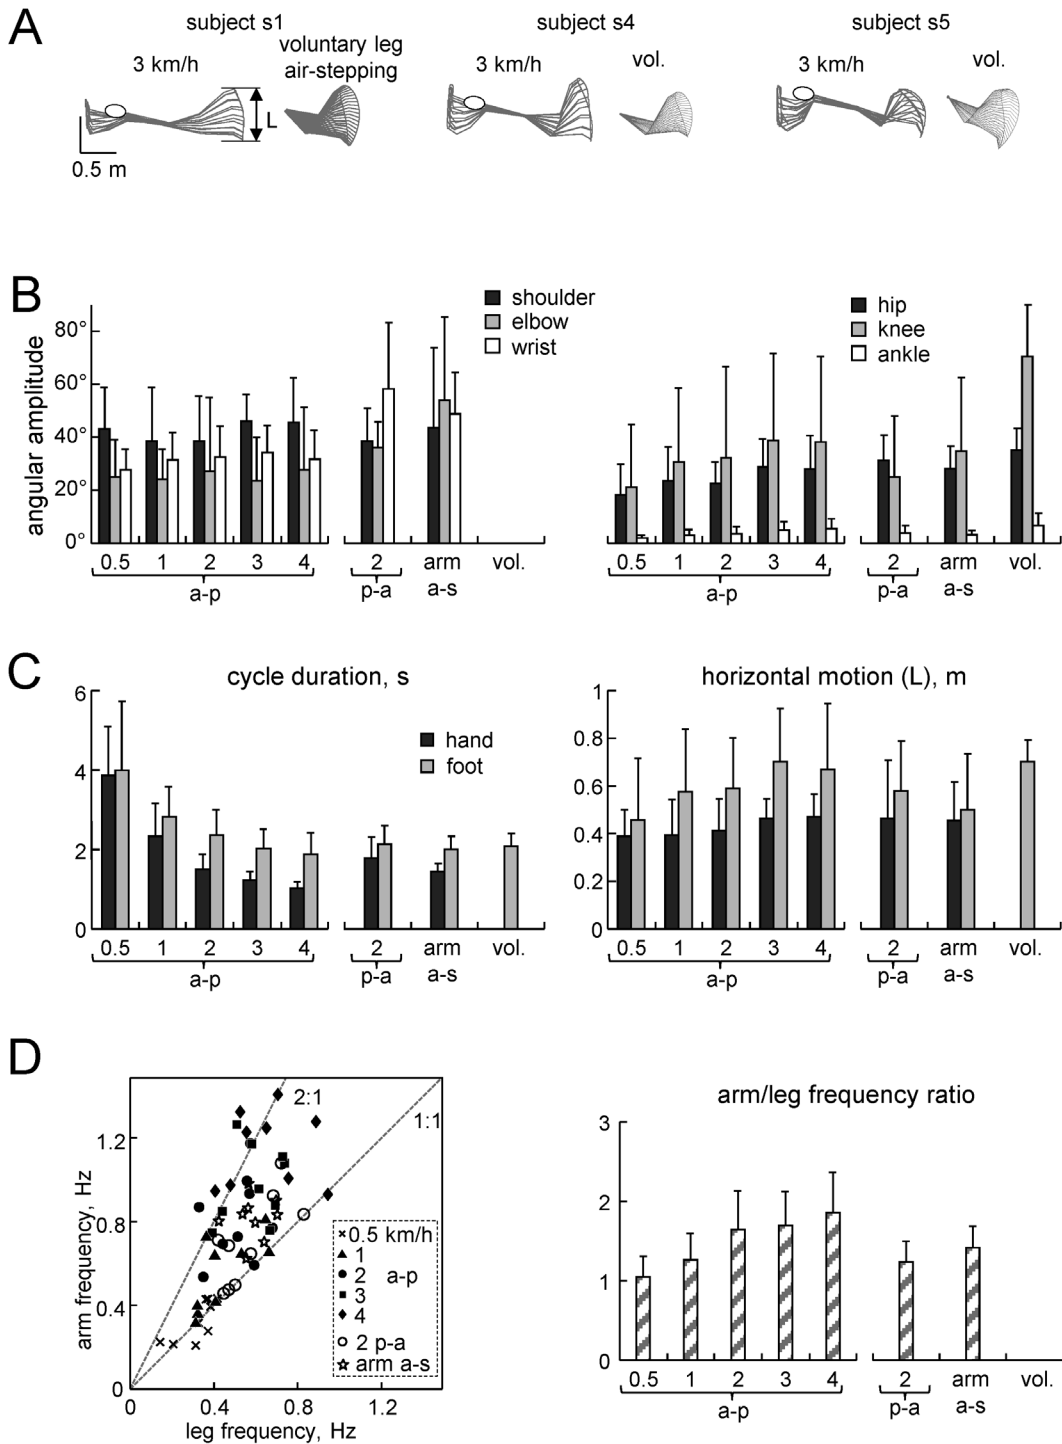 A
subject s1
subject s4
subject s5
3 km/h
voluntary leg
air-stepping
3 km/h
vol.
3 km/h
vol.
L
0.5 m
B
angular amplitude
80°
60°
40°
20°
0°
shoulder
elbow
wrist
0.5 1 2 3 4 2 arm vol.
a-p p-a a-s
hip
knee
ankle
0.5 1 2 3 4 2 arm vol.
a-p p-a a-s
C
cycle duration, s
6
4
2
0
hand
foot
0.5 1 2 3 4 2 arm vol.
a-p p-a a-s
horizontal motion (L), m
1
0.8
0.6
0.4
0.2
0
0.5 1 2 3 4 2 arm vol.
a-p p-a a-s
D
arm frequency, Hz
1.2
0.8
0.4
0
2:1
1:1
0.5 km/h
1
2 a-p
3
4
2 p-a
arm a-s
0 0.4 0.8 1.2
leg frequency, Hz
arm/leg frequency ratio
3
2
1
0
0.5 1 2 3 4 2 arm vol.
a-p p-a a-s